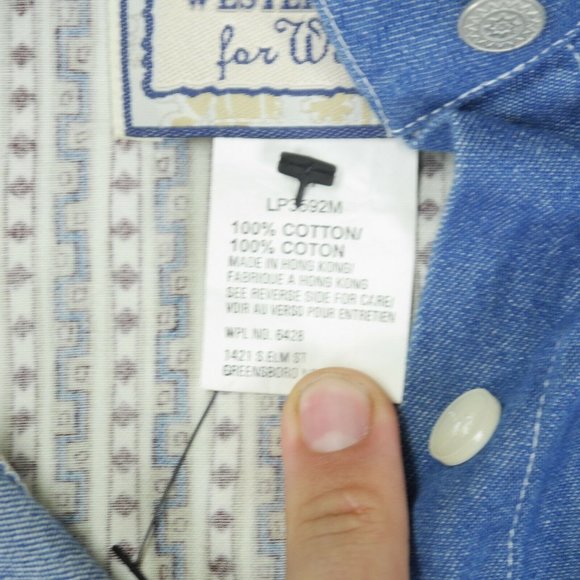 WESTER
for W
LP3592M
100% COTTON/
100% COTON
MADE IN HONG KONG/
FABRIQUE A HONG KONG
SEE REVERSE SIDE FOR CARE/
VOIR AU VERSO POUR ENTRETIEN
WPL NO. 6428
1421 S.ELM ST
GREENSBORO